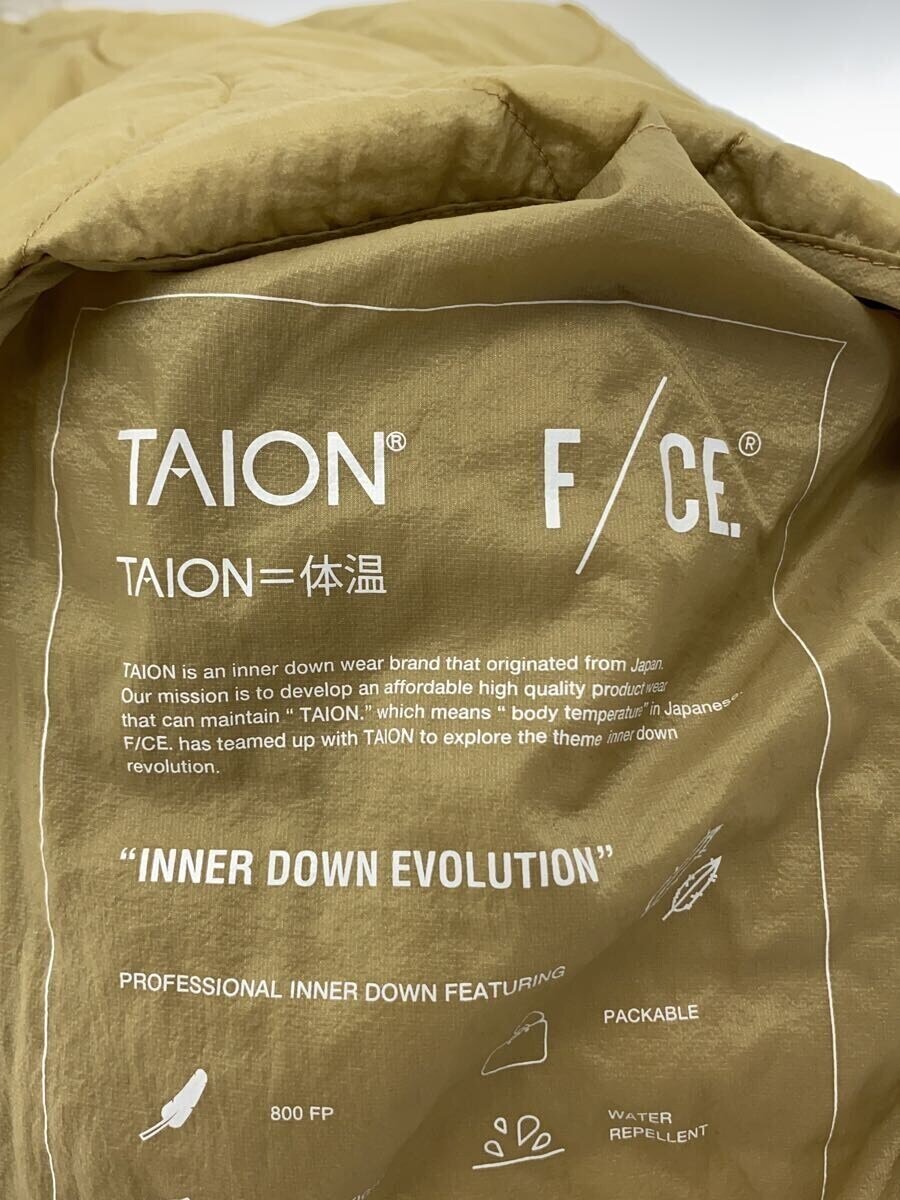 TAION® F/CE.®
TAION=体温
TAION is an inner down wear brand that originated from Japan.
Our mission is to develop an affordable high quality product wear
that can maintain “ TAION.” which means “ body temperature” in Japanese.
F/CE. has teamed up with TAION to explore the theme inner down
revolution.
“INNER DOWN EVOLUTION”
PROFESSIONAL INNER DOWN FEATURING
PACKABLE
800 FP
WATER
REPELLENT